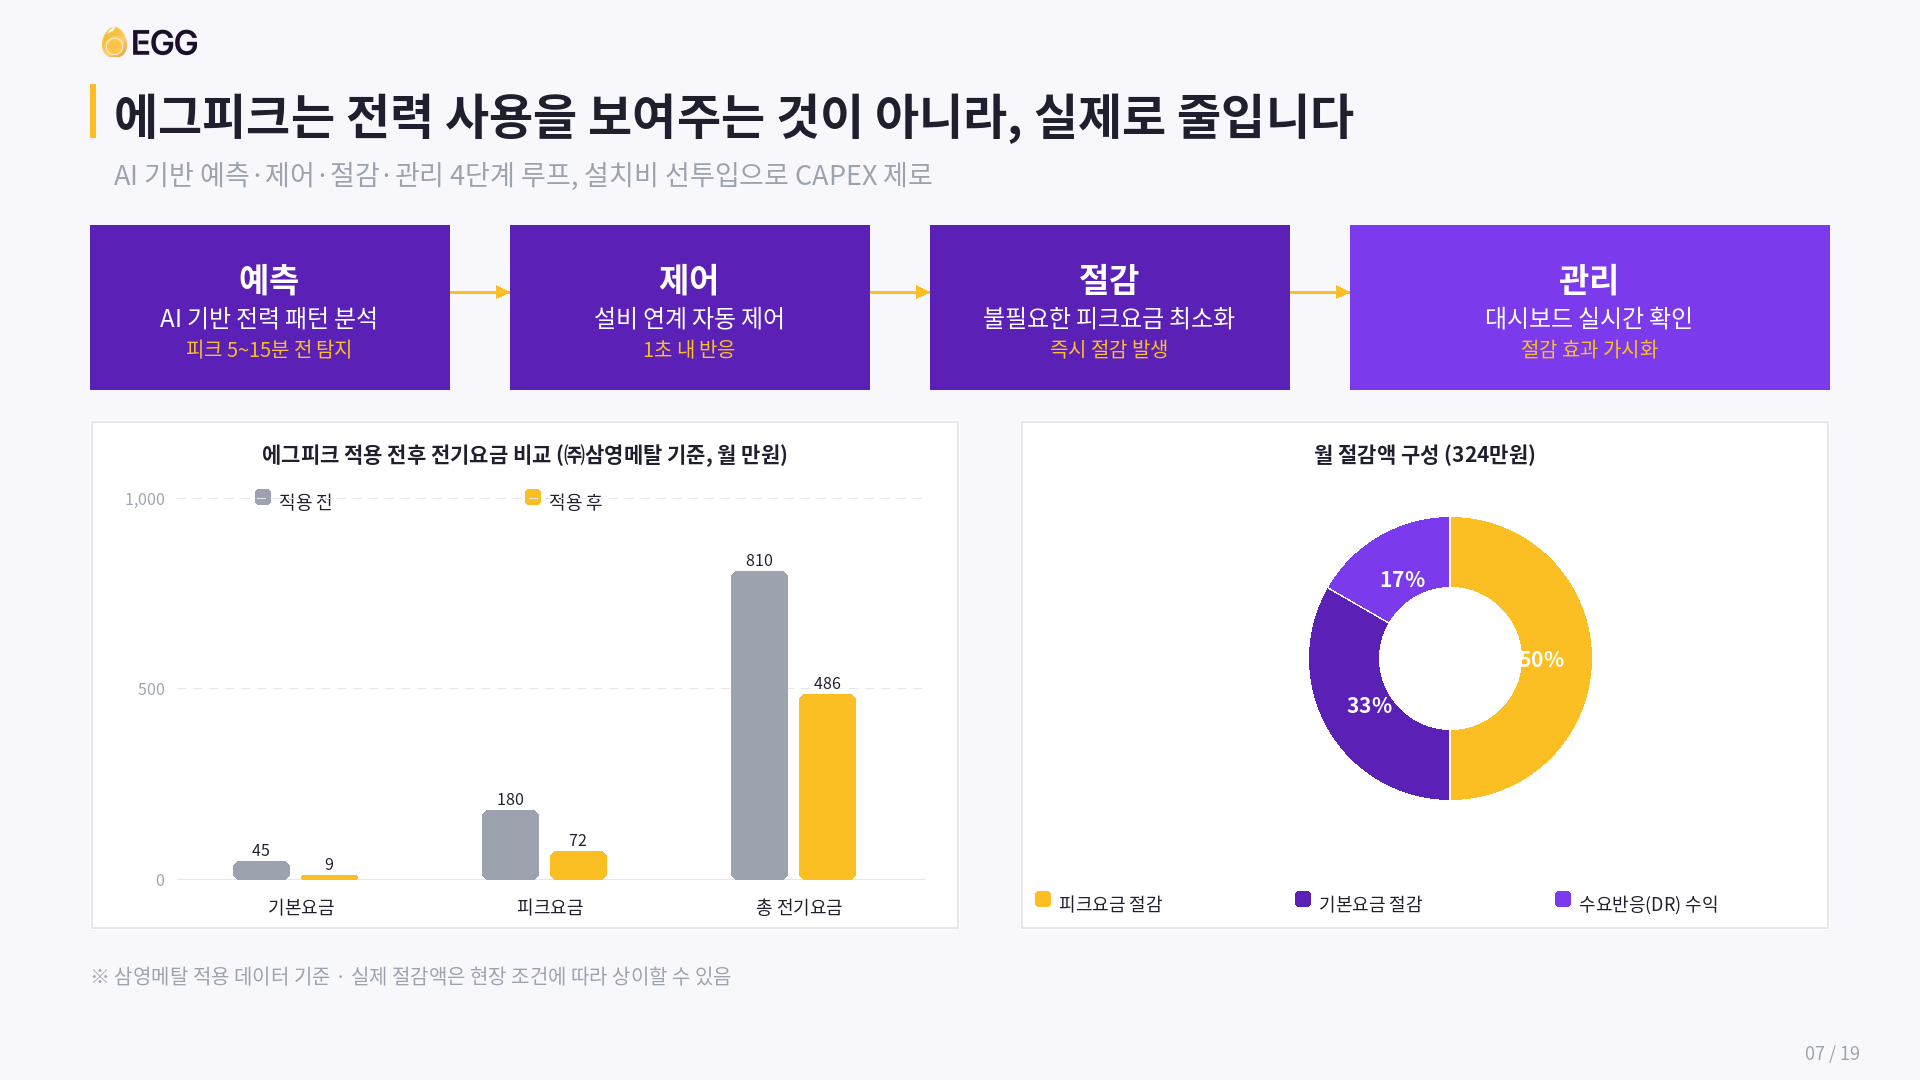 EGG
에그피크는 전력 사용을 보여주는 것이 아니라, 실제로 줄입니다
AI 기반 예측·제어·절감·관리 4단계 루프, 설치비 선투입으로 CAPEX 제로
예측
AI 기반 전력 패턴 분석
피크 5~15분 전 탐지
제어
설비 연계 자동 제어
1초 내 반응
절감
불필요한 피크요금 최소화
즉시 절감 발생
관리
대시보드 실시간 확인
절감 효과 가시화
에그피크 적용 전후 전기요금 비교 (㈜삼영메탈 기준, 월 만원)
적용 전
적용 후
1,000
500
0
45
9
180
72
810
486
기본요금
피크요금
총 전기요금
월 절감액 구성 (324만원)
17%
50%
33%
피크요금 절감
기본요금 절감
수요반응(DR) 수익
※ 삼영메탈 적용 데이터 기준 · 실제 절감액은 현장 조건에 따라 상이할 수 있음
07 / 19